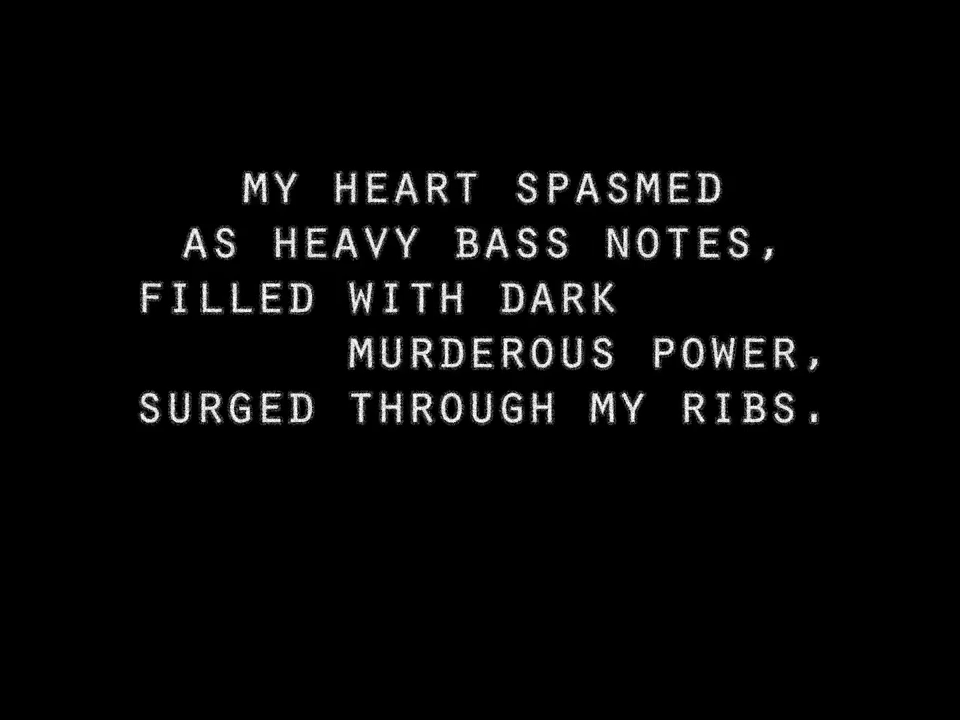 MY HEART SPASMED
AS HEAVY BASS NOTES,
FILLED WITH DARK
MURDEROUS POWER,
SURGED THROUGH MY RIBS.